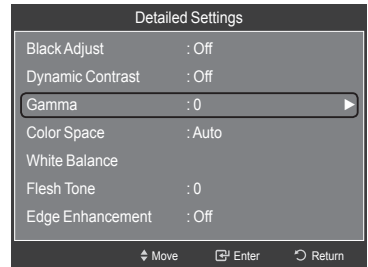 Detailed Settings
Black Adjust : Off
Dynamic Contrast : Off
Gamma : 0
Color Space : Auto
White Balance
Flesh Tone : 0
Edge Enhancement : Off
Move Enter Return